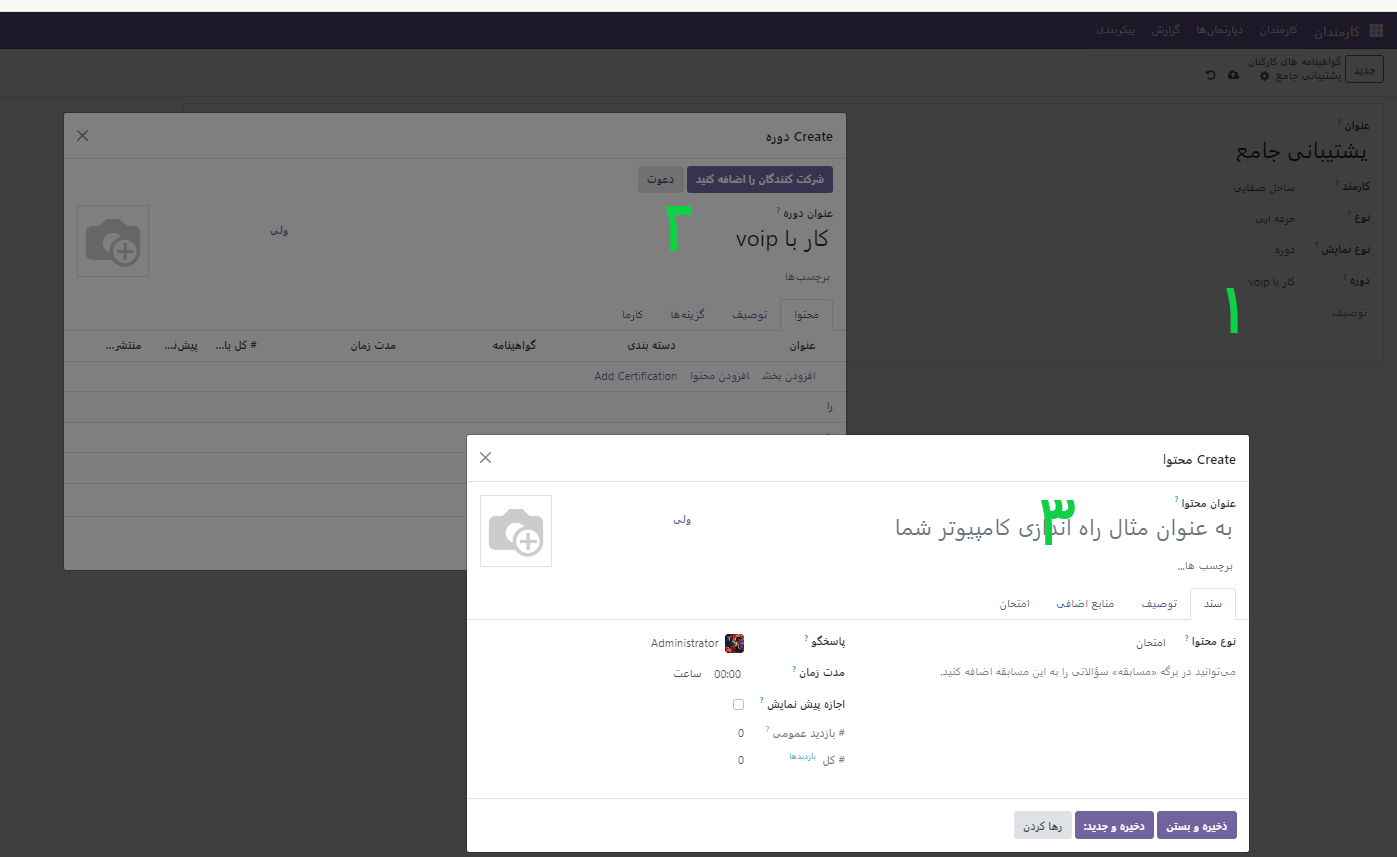 کارمندان کارمندان دپارتمان‌ها گزارش پیکربندی
جدید
گواهینامه های کارکنان
پشتیبانی جامع
عنوان ?
پشتیبانی جامع
کارمند ? ساحل صفایی
نوع ? حرفه ایی
نوع نمایش ? دوره
دوره ? کار با voip
توصیف
۱
Create دوره
شرکت کنندگان را اضافه کنید دعوت
۲
عنوان دوره ?
کار با voip
ولی
برچسب‌ها
محتوا توصیف گزینه‌ها کارما
عنوان دسته بندی گواهینامه مدت زمان # کل با... پیش‌نـ... منتشر...
افزودن بخش افزودن محتوا Add Certification
را
Create محتوا
عنوان محتوا ?
۳
به عنوان مثال راه اندازی کامپیوتر شما
ولی
برچسب ها...
سند توصیف منابع اضافی امتحان
نوع محتوا ? امتحان
می‌توانید در برگه «مسابقه» سؤالاتی را به این مسابقه اضافه کنید.
پاسخگو ? Administrator
مدت زمان ? 00:00 ساعت
اجازه پیش نمایش ?
# بازدید عمومی ? 0
# کل بازدیدها 0
ذخیره و بستن دخیره و جدید: رها کردن